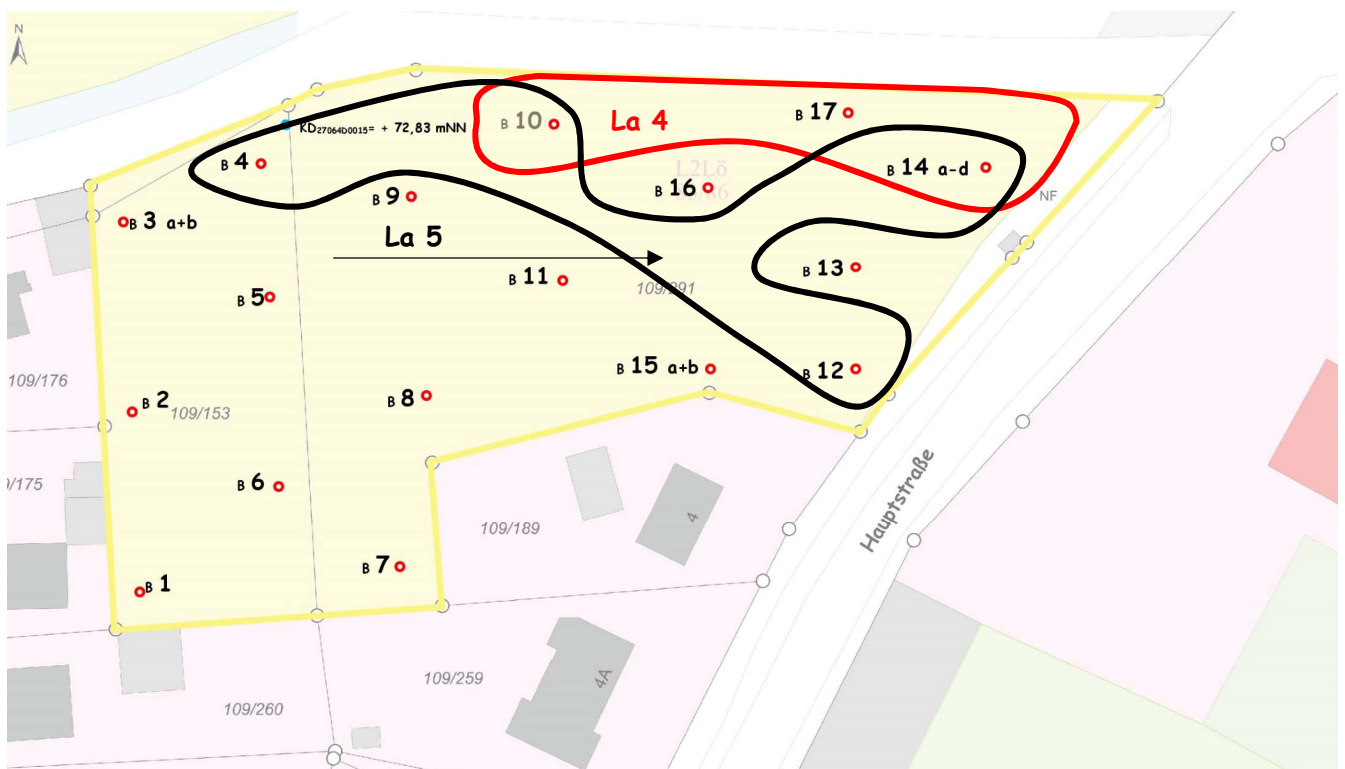 N
B 10
La 4
B 17
KD27064D0015= + 72,83 mNN
B 4
B 14 a-d
L2Lö
B 16
B 9
NF
B 3 a+b
La 5
B 13
B 11
109/291
B 5
B 15 a+b
B 12
109/176
B 2
109/153
B 8
/175
B 6
109/189
4
Hauptstraße
B 7
B 1
109/259
4A
109/260